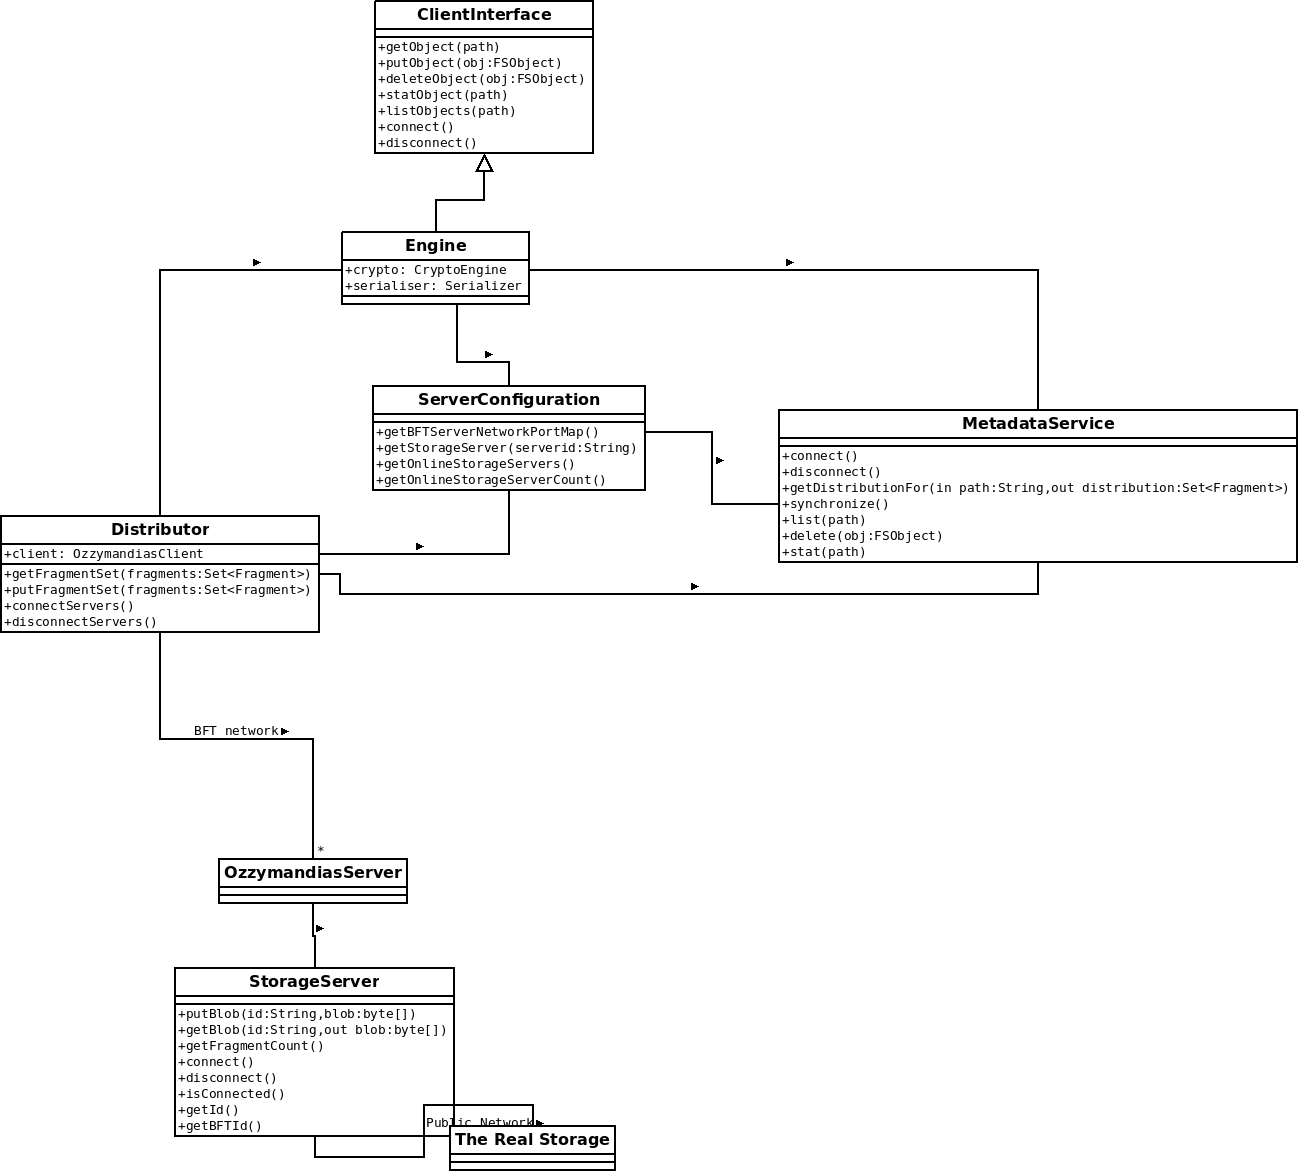 ClientInterface
+getObject(path)
+putObject(obj:FSObject)
+deleteObject(obj:FSObject)
+statObject(path)
+listObjects(path)
+connect()
+disconnect()
Engine
+crypto: CryptoEngine
+serialiser: Serializer
ServerConfiguration
+getBFTServerNetworkPortMap()
+getStorageServer(serverid:String)
+getOnlineStorageServers()
+getOnlineStorageServerCount()
MetadataService
+connect()
+disconnect()
+getDistributionFor(in path:String,out distribution:Set<Fragment>)
+synchronize()
+list(path)
+delete(obj:FSObject)
+stat(path)
Distributor
+client: OzzymandiasClient
+getFragmentSet(fragments:Set<Fragment>)
+putFragmentSet(fragments:Set<Fragment>)
+connectServers()
+disconnectServers()
BFT network
*
OzzymandiasServer
StorageServer
+putBlob(id:String,blob:byte[])
+getBlob(id:String,out blob:byte[])
+getFragmentCount()
+connect()
+disconnect()
+isConnected()
+getId()
+getBFTId()
Public Network
The Real Storage